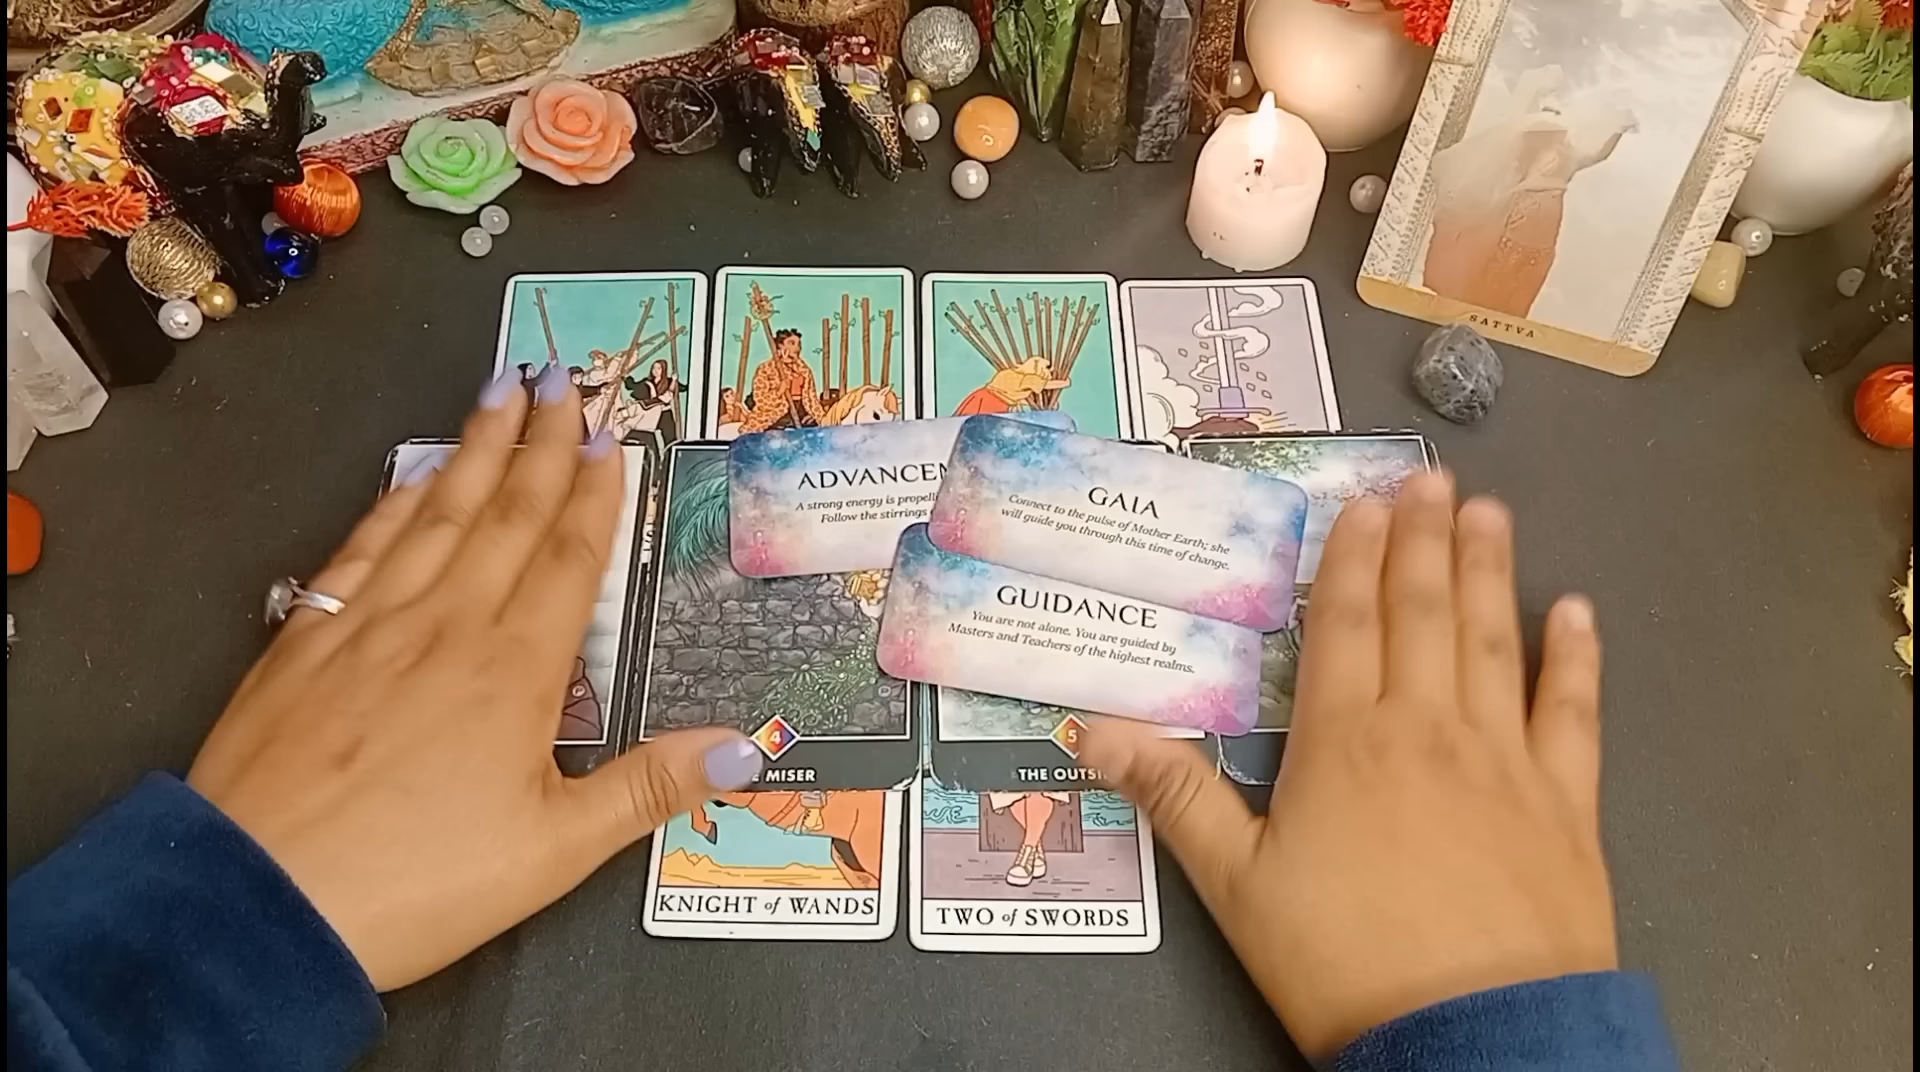 SATTVA
ADVANCEM
A strong energy is propelli
Follow the stirrings
GAIA
Connect to the pulse of Mother Earth; she
will guide you through this time of change.
GUIDANCE
You are not alone. You are guided by
Masters and Teachers of the highest realms.
4
MISER
5
THE OUTSI
KNIGHT of WANDS
TWO of SWORDS